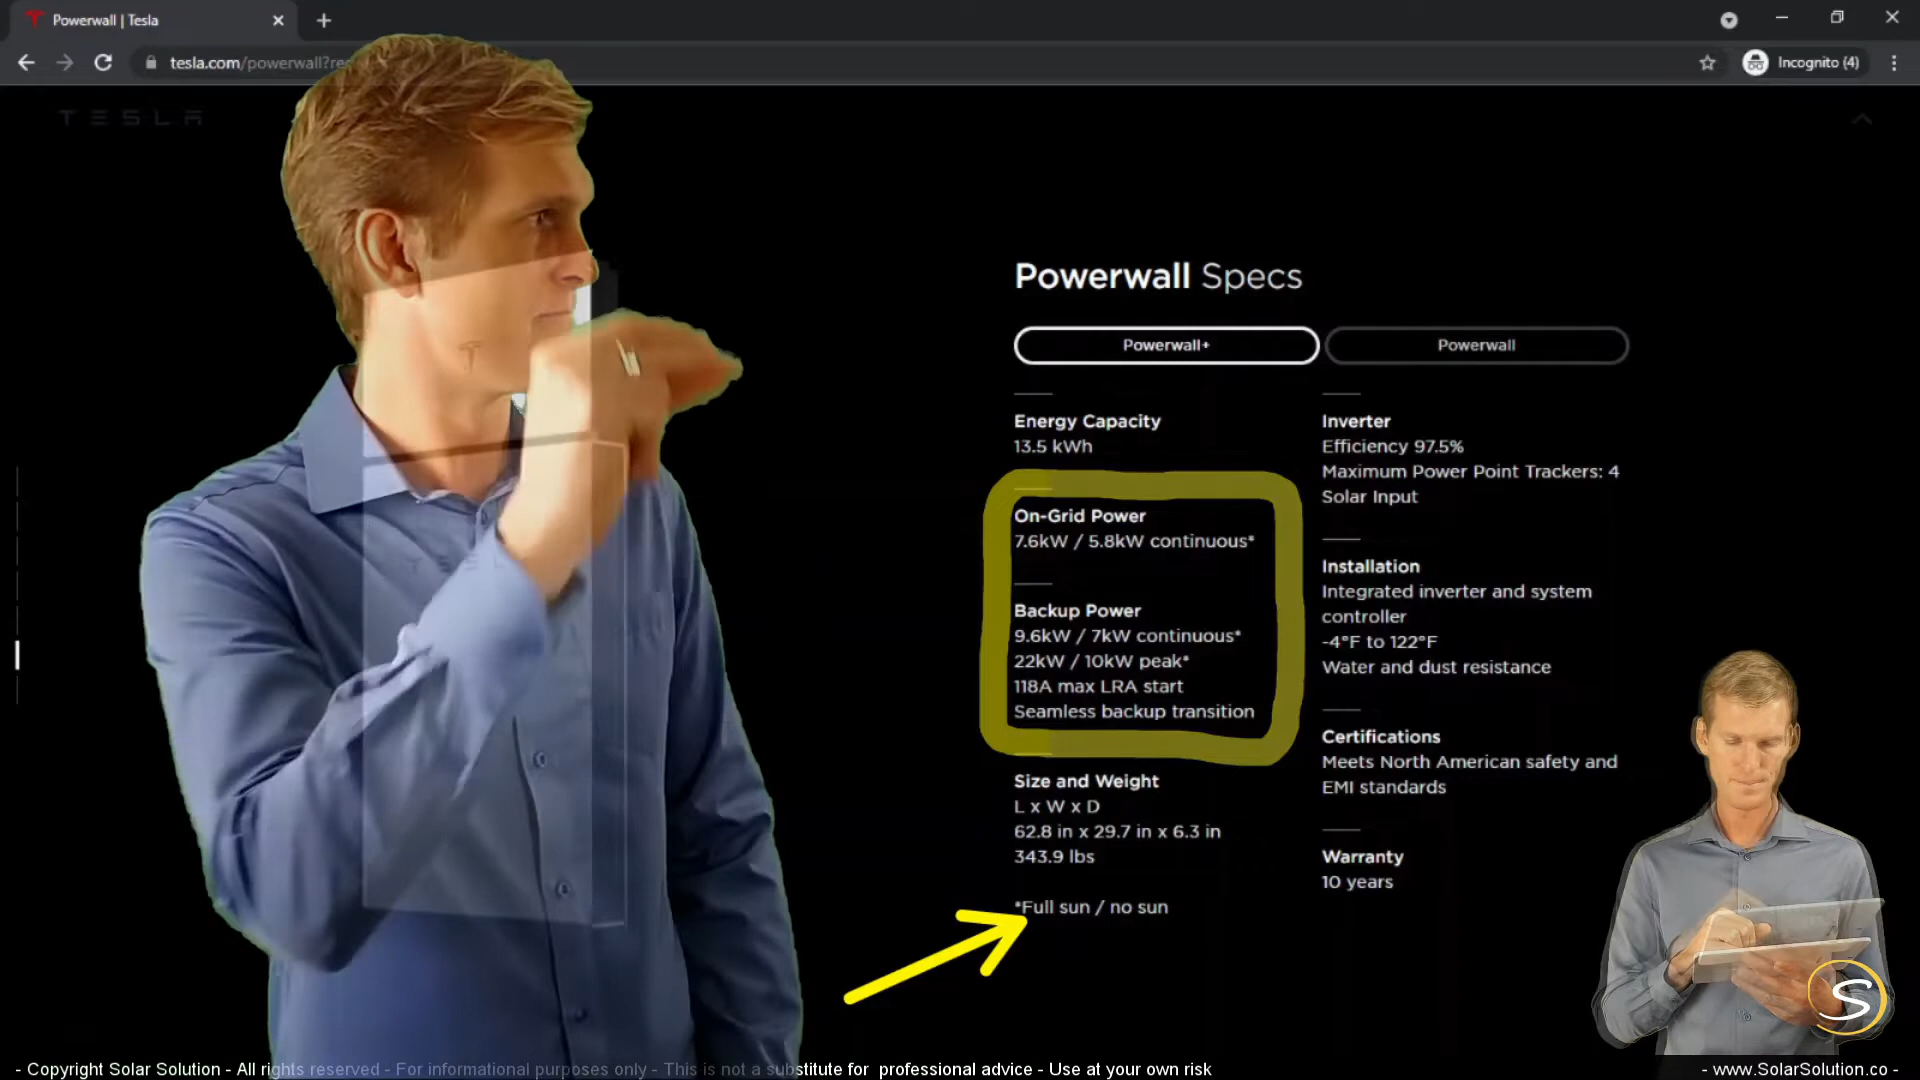 Powerwall | Tesla
tesla.com/powerwall?re
Incognito (4)
TESLA
Powerwall Specs
Powerwall+
Powerwall
Energy Capacity
13.5 kWh
On-Grid Power
7.6kW / 5.8kW continuous*
Backup Power
9.6kW / 7kW continuous*
22kW / 10kW peak*
118A max LRA start
Seamless backup transition
Size and Weight
L x W x D
62.8 in x 29.7 in x 6.3 in
343.9 lbs
*Full sun / no sun
Inverter
Efficiency 97.5%
Maximum Power Point Trackers: 4
Solar Input
Installation
Integrated inverter and system
controller
-4°F to 122°F
Water and dust resistance
Certifications
Meets North American safety and
EMI standards
Warranty
10 years
S
- Copyright Solar Solution - All rights reserved - For informational purposes only - This is not a substitute for professional advice - Use at your own risk
- www.SolarSolution.co -